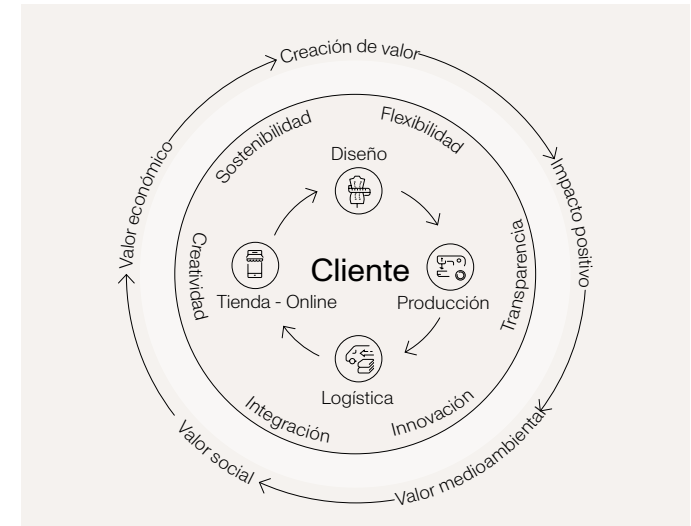 Creación de valor
Impacto positivo
Valor medioambiental
Valor social
Valor económico
Sostenibilidad
Flexibilidad
Transparencia
Innovación
Integración
Creatividad
Diseño
Cliente
Producción
Logística
Tienda - Online